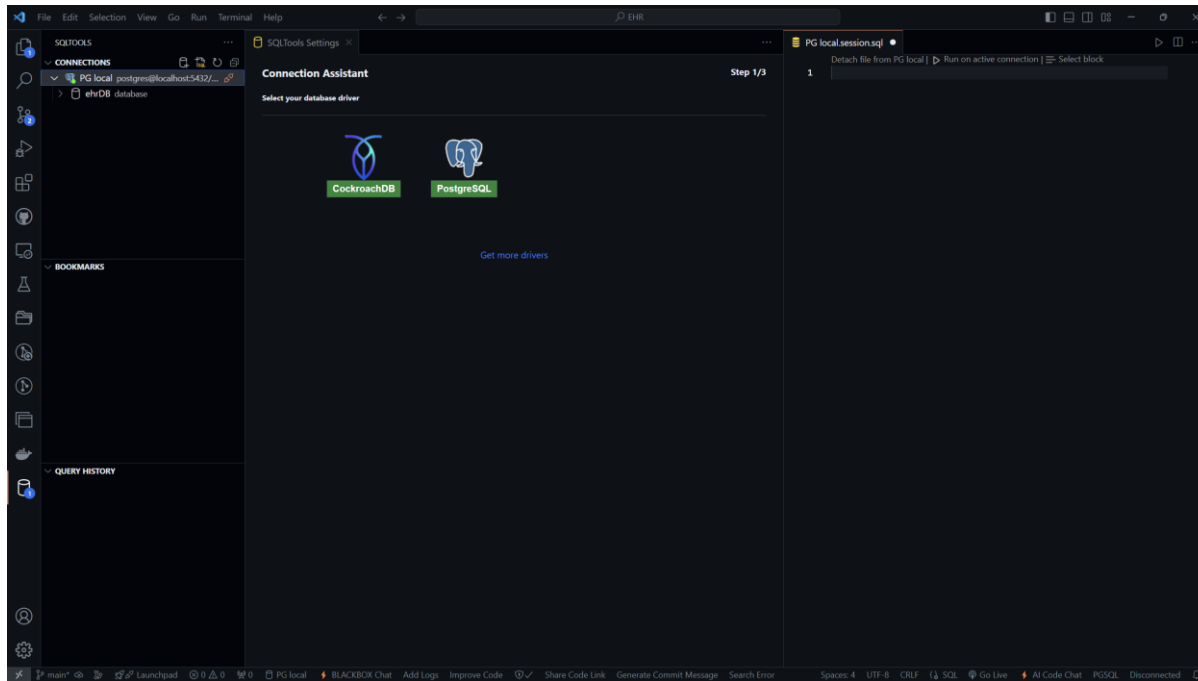 File Edit Selection View Go Run Terminal Help
EHR
SQLTOOLS
CONNECTIONS
PG local postgres@localhost:5432/...
ehrDB database
BOOKMARKS
QUERY HISTORY
SQLTools Settings
Connection Assistant
Step 1/3
Select your database driver
CockroachDB
PostgreSQL
Get more drivers
PG local.session.sql
Detach file from PG local | Run on active connection | Select block
1
1
2
1
main* Launchpad 0 0 0 PG local BLACKBOX Chat Add Logs Improve Code Share Code Link Generate Commit Message Search Error Spaces: 4 UTF-8 CRLF SQL Go Live AI Code Chat PGSQL Disconnected